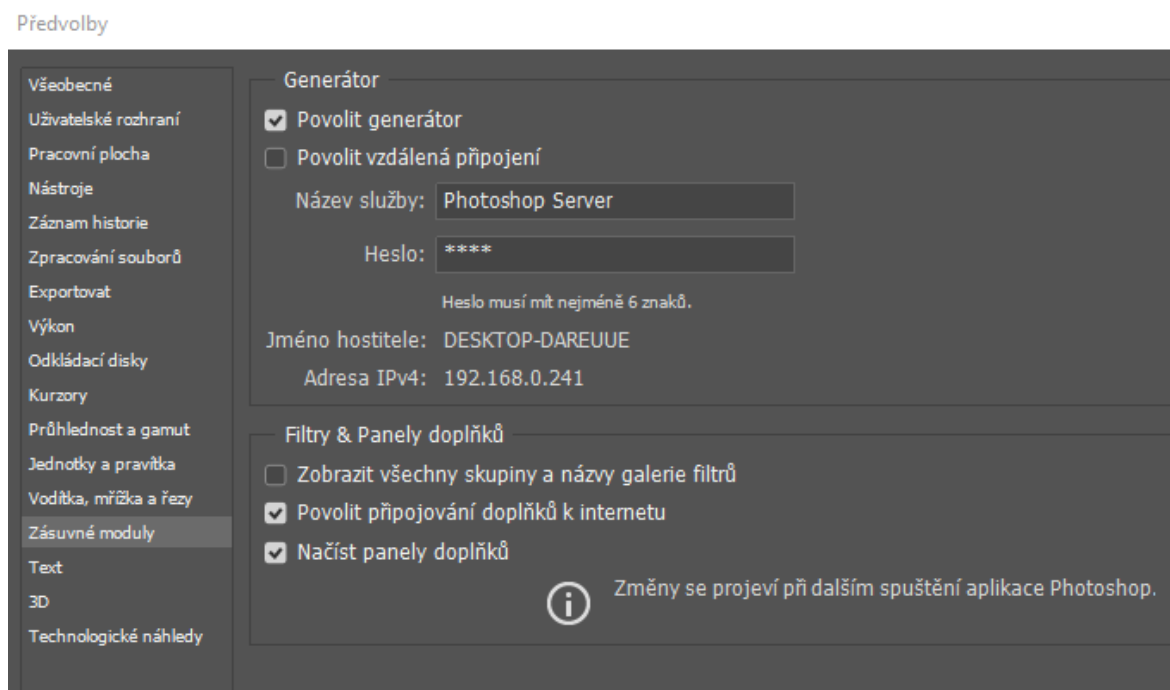 Předvolby
Všeobecné
Uživatelské rozhraní
Pracovní plocha
Nástroje
Záznam historie
Zpracování souborů
Exportovat
Výkon
Odkládací disky
Kurzory
Průhlednost a gamut
Jednotky a pravítka
Vodítka, mřížka a řezy
Zásuvné moduly
Text
3D
Technologické náhledy
Generátor
Povolit generátor
Povolit vzdálená připojení
Název služby: Photoshop Server
Heslo: ****
Heslo musí mít nejméně 6 znaků.
Jméno hostitele: DESKTOP-DAREUUE
Adresa IPv4: 192.168.0.241
Filtry & Panely doplňků
Zobrazit všechny skupiny a názvy galerie filtrů
Povolit připojování doplňků k internetu
Načíst panely doplňků
Změny se projeví při dalším spuštění aplikace Photoshop.